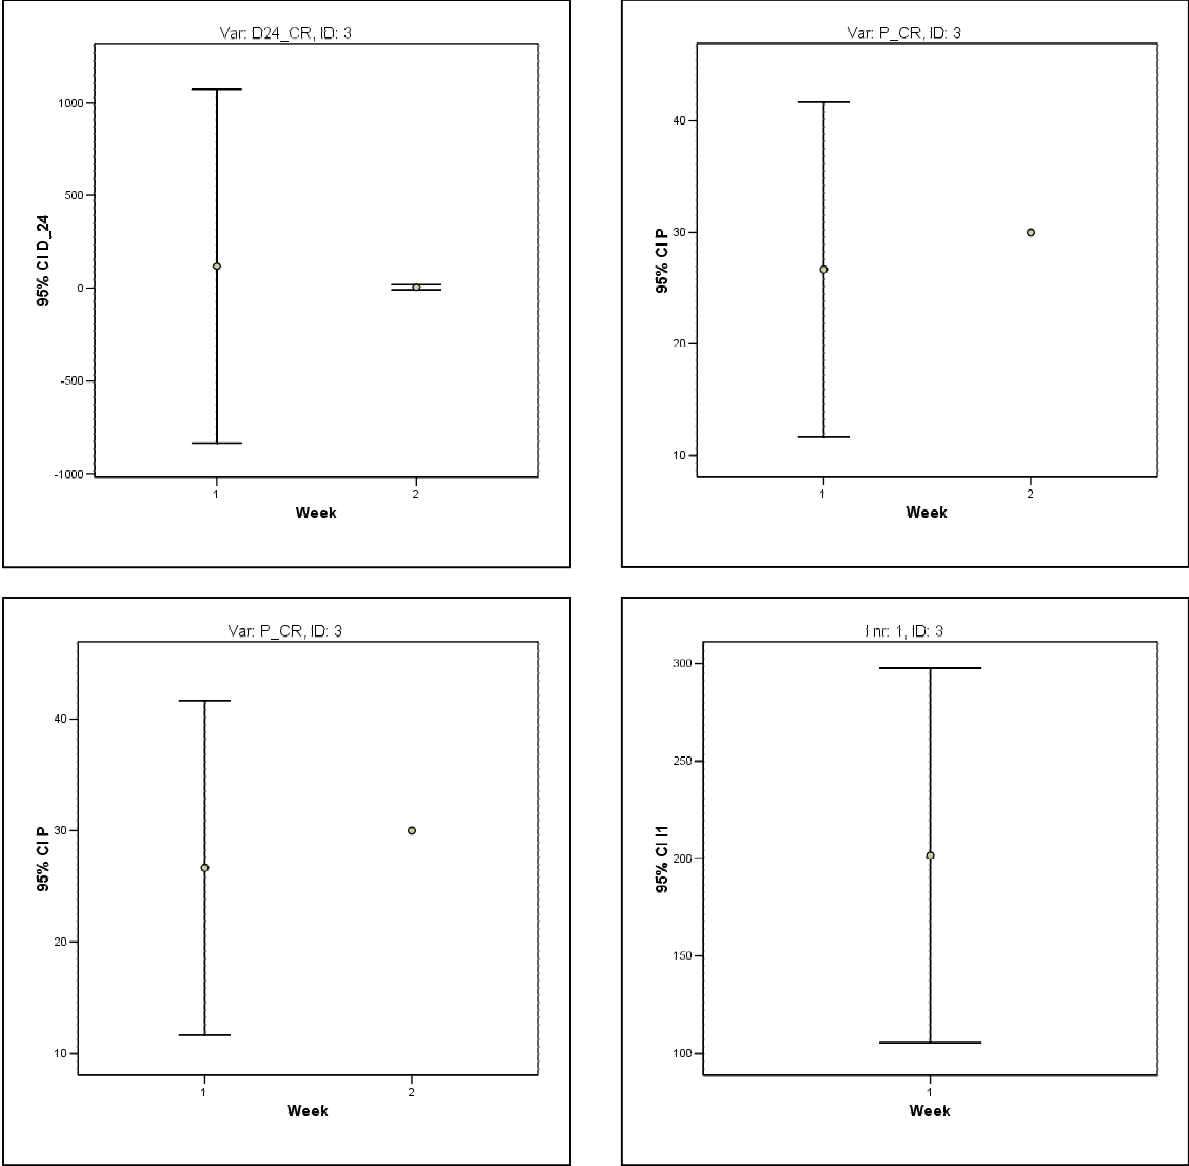 Var: D24_CR, ID: 3
1000
500
0
-500
-1000
95% CI D_24
1
2
Week
Var: P_CR, ID: 3
40
30
20
10
95% CI P
1
2
Week
Var: P_CR, ID: 3
40
30
20
10
95% CI P
1
2
Week
I nr: 1, ID: 3
300
250
200
150
100
95% CI I1
1
Week